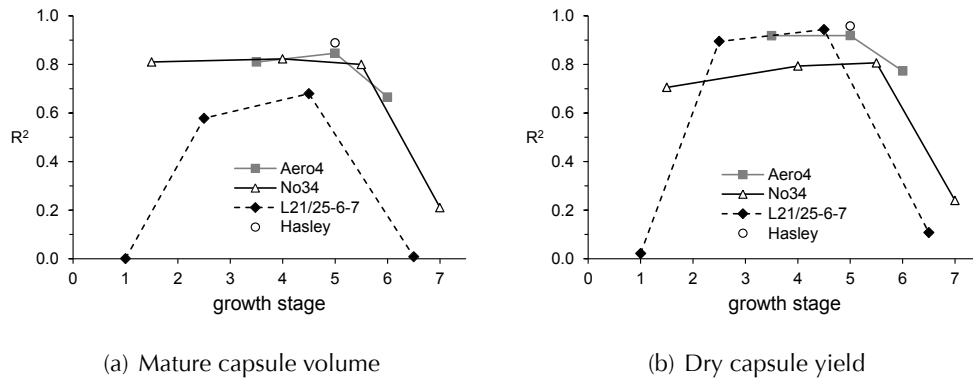 1.0
0.8
0.6
R²
0.4
0.2
0.0
Aero4
No34
L21/25-6-7
Hasley
0 1 2 3 4 5 6 7
growth stage
(a) Mature capsule volume
1.0
0.8
0.6
R²
0.4
0.2
0.0
Aero4
No34
L21/25-6-7
Hasley
0 1 2 3 4 5 6 7
growth stage
(b) Dry capsule yield